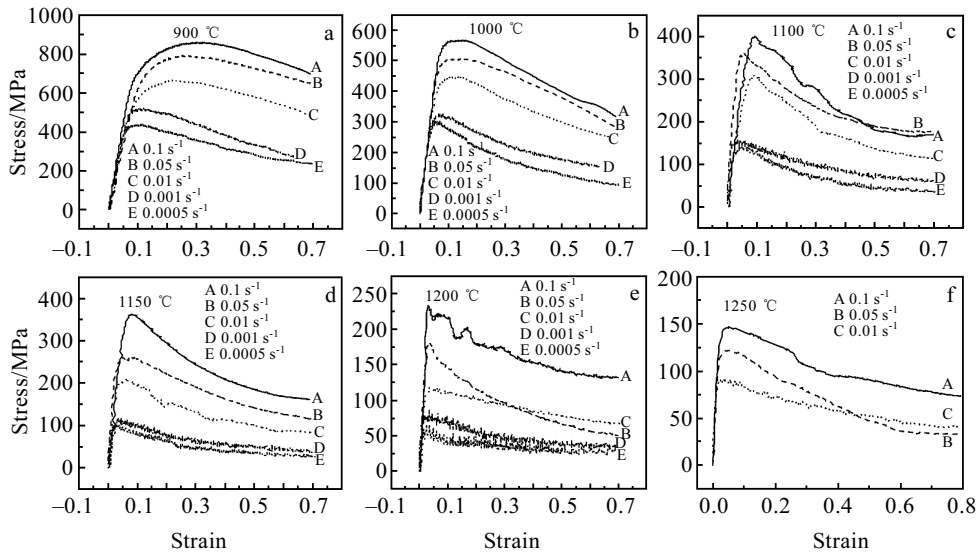 Stress/MPa
1000
800
600
400
200
0
900 ℃
a
A
B
C
D
E
A 0.1 s-1
B 0.05 s-1
C 0.01 s-1
D 0.001 s-1
E 0.0005 s-1
–0.1 0.1 0.3 0.5 0.7
600
500
400
300
200
100
0
1000 ℃
b
A
B
C
D
E
A 0.1 s-1
B 0.05 s-1
C 0.01 s-1
D 0.001 s-1
E 0.0005 s-1
–0.1 0.1 0.3 0.5 0.7
400
300
200
100
0
1100 ℃
c
A 0.1 s-1
B 0.05 s-1
C 0.01 s-1
D 0.001 s-1
E 0.0005 s-1
B
A
C
D
E
–0.1 0.1 0.3 0.5 0.7
Stress/MPa
400
300
200
100
0
1150 ℃
d
A 0.1 s-1
B 0.05 s-1
C 0.01 s-1
D 0.001 s-1
E 0.0005 s-1
A
B
C
D
E
–0.1 0.1 0.3 0.5 0.7
Strain
250
200
150
100
50
0
1200 ℃
e
A 0.1 s-1
B 0.05 s-1
C 0.01 s-1
D 0.001 s-1
E 0.0005 s-1
A
C
B
D
E
–0.1 0.1 0.3 0.5 0.7
Strain
200
150
100
50
0
1250 ℃
f
A 0.1 s-1
B 0.05 s-1
C 0.01 s-1
A
C
B
0.0 0.2 0.4 0.6 0.8
Strain